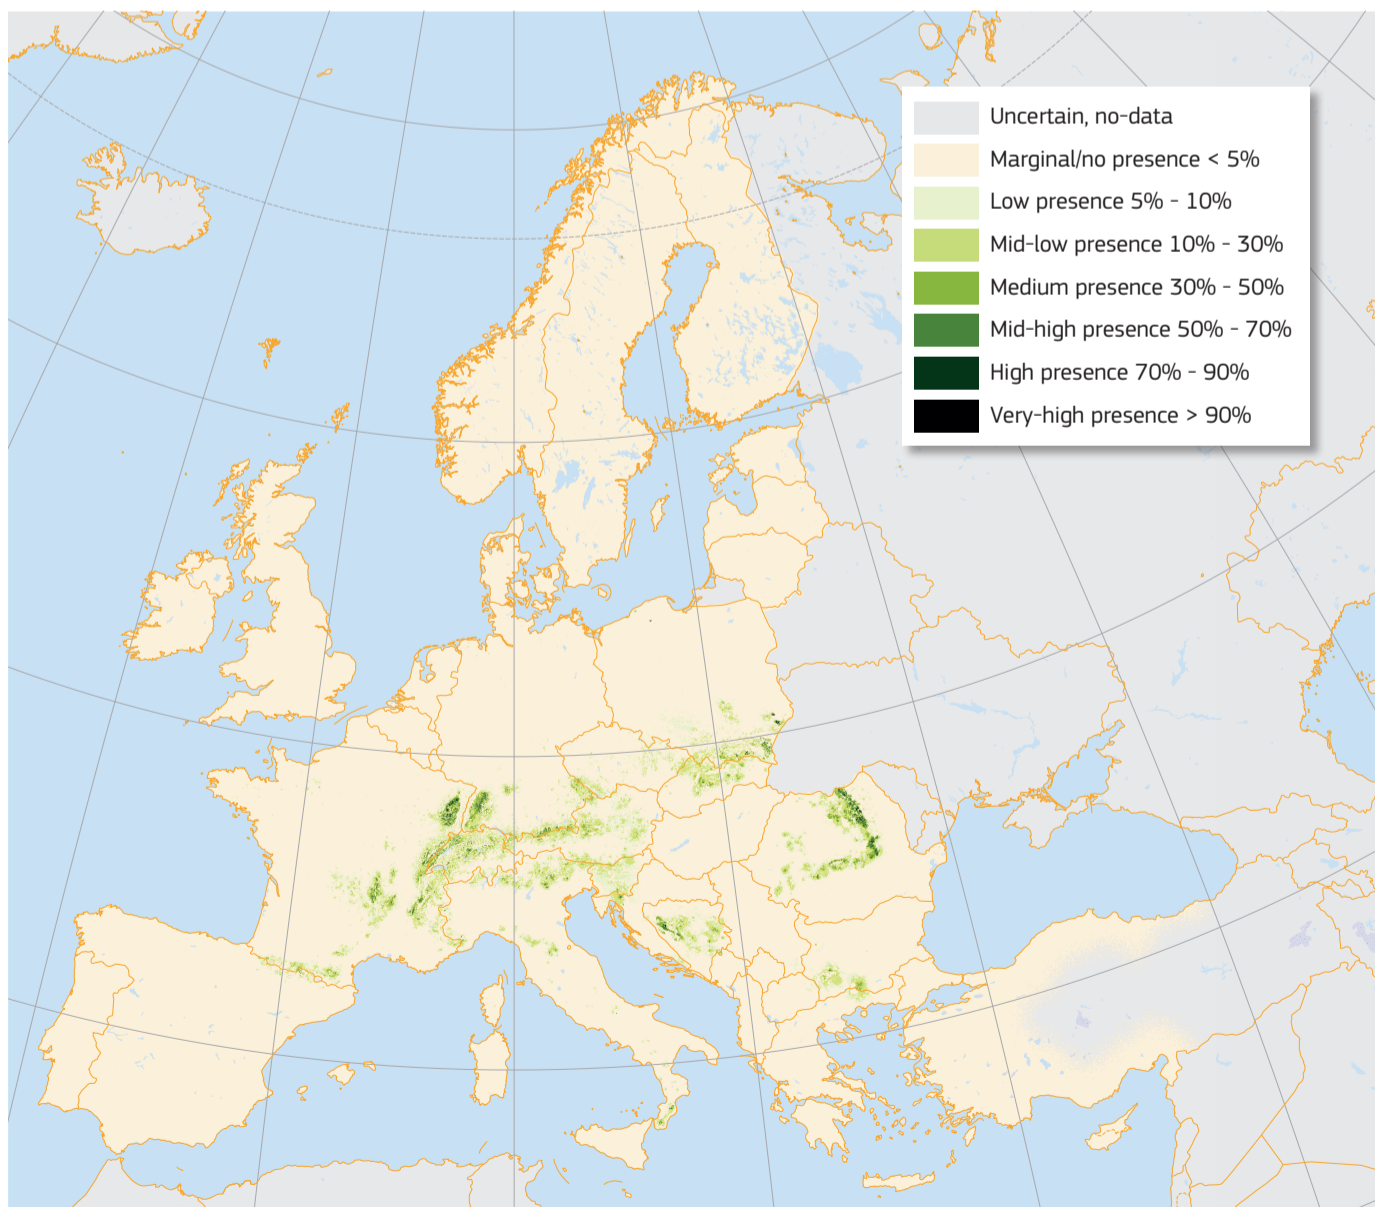 Uncertain, no-data
Marginal/no presence < 5%
Low presence 5% - 10%
Mid-low presence 10% - 30%
Medium presence 30% - 50%
Mid-high presence 50% - 70%
High presence 70% - 90%
Very-high presence > 90%